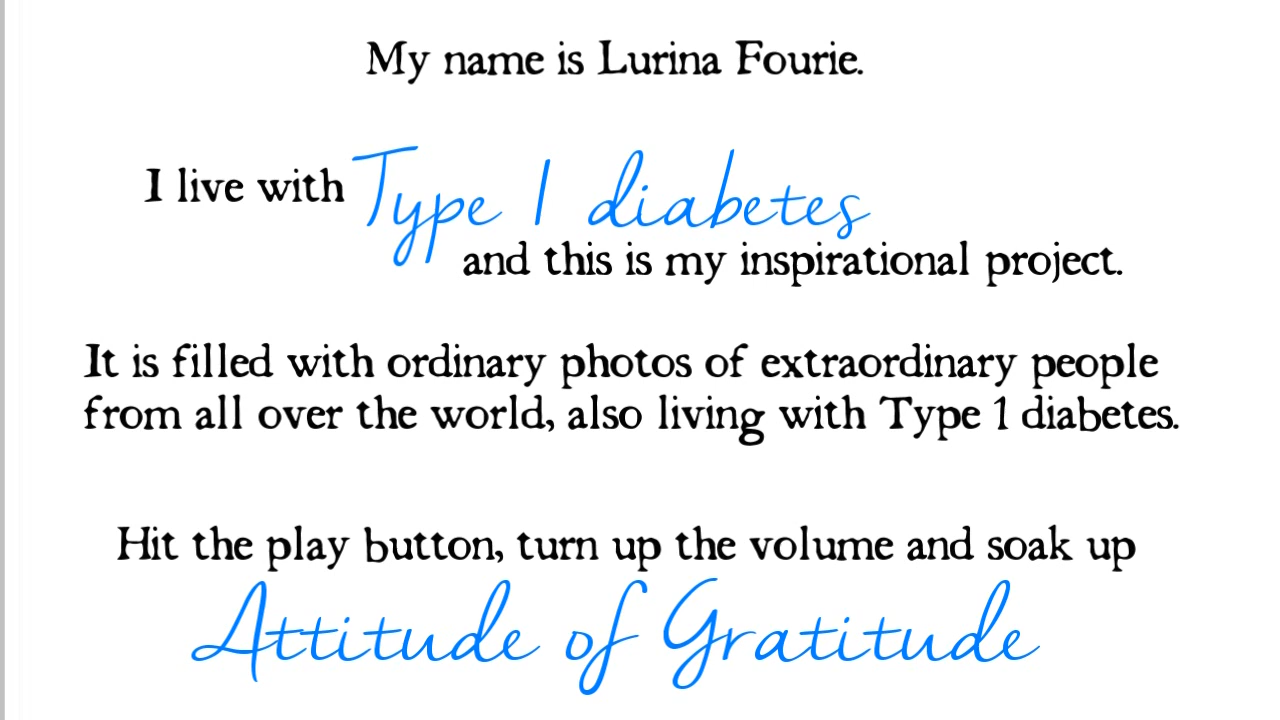 My name is Lurina Fourie.
I live with Type 1 diabetes
and this is my inspirational project.
It is filled with ordinary photos of extraordinary people
from all over the world, also living with Type 1 diabetes.
Hit the play button, turn up the volume and soak up
Attitude of Gratitude